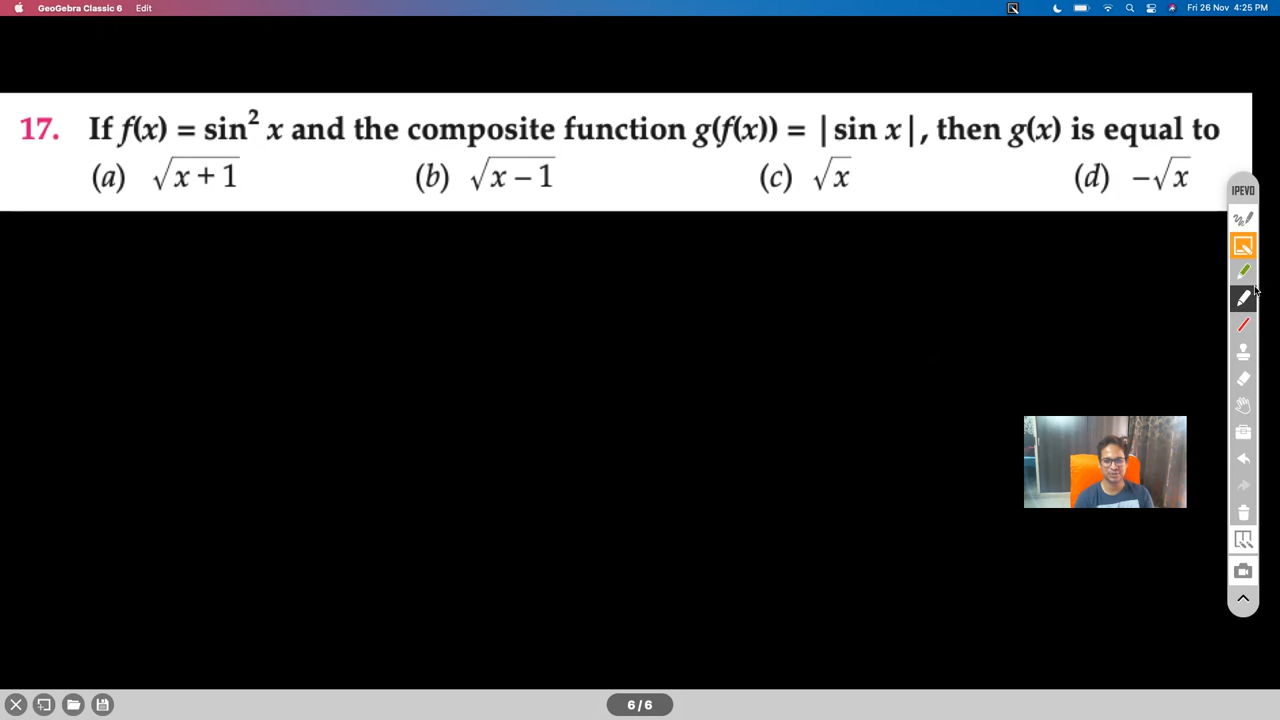 GeoGebra Classic 6 Edit Fri 26 Nov 4:25 PM
17. If f(x) = sin² x and the composite function g(f(x)) = |sin x|, then g(x) is equal to
(a) √(x + 1) (b) √(x – 1) (c) √x (d) –√x
IPEVO
6 / 6